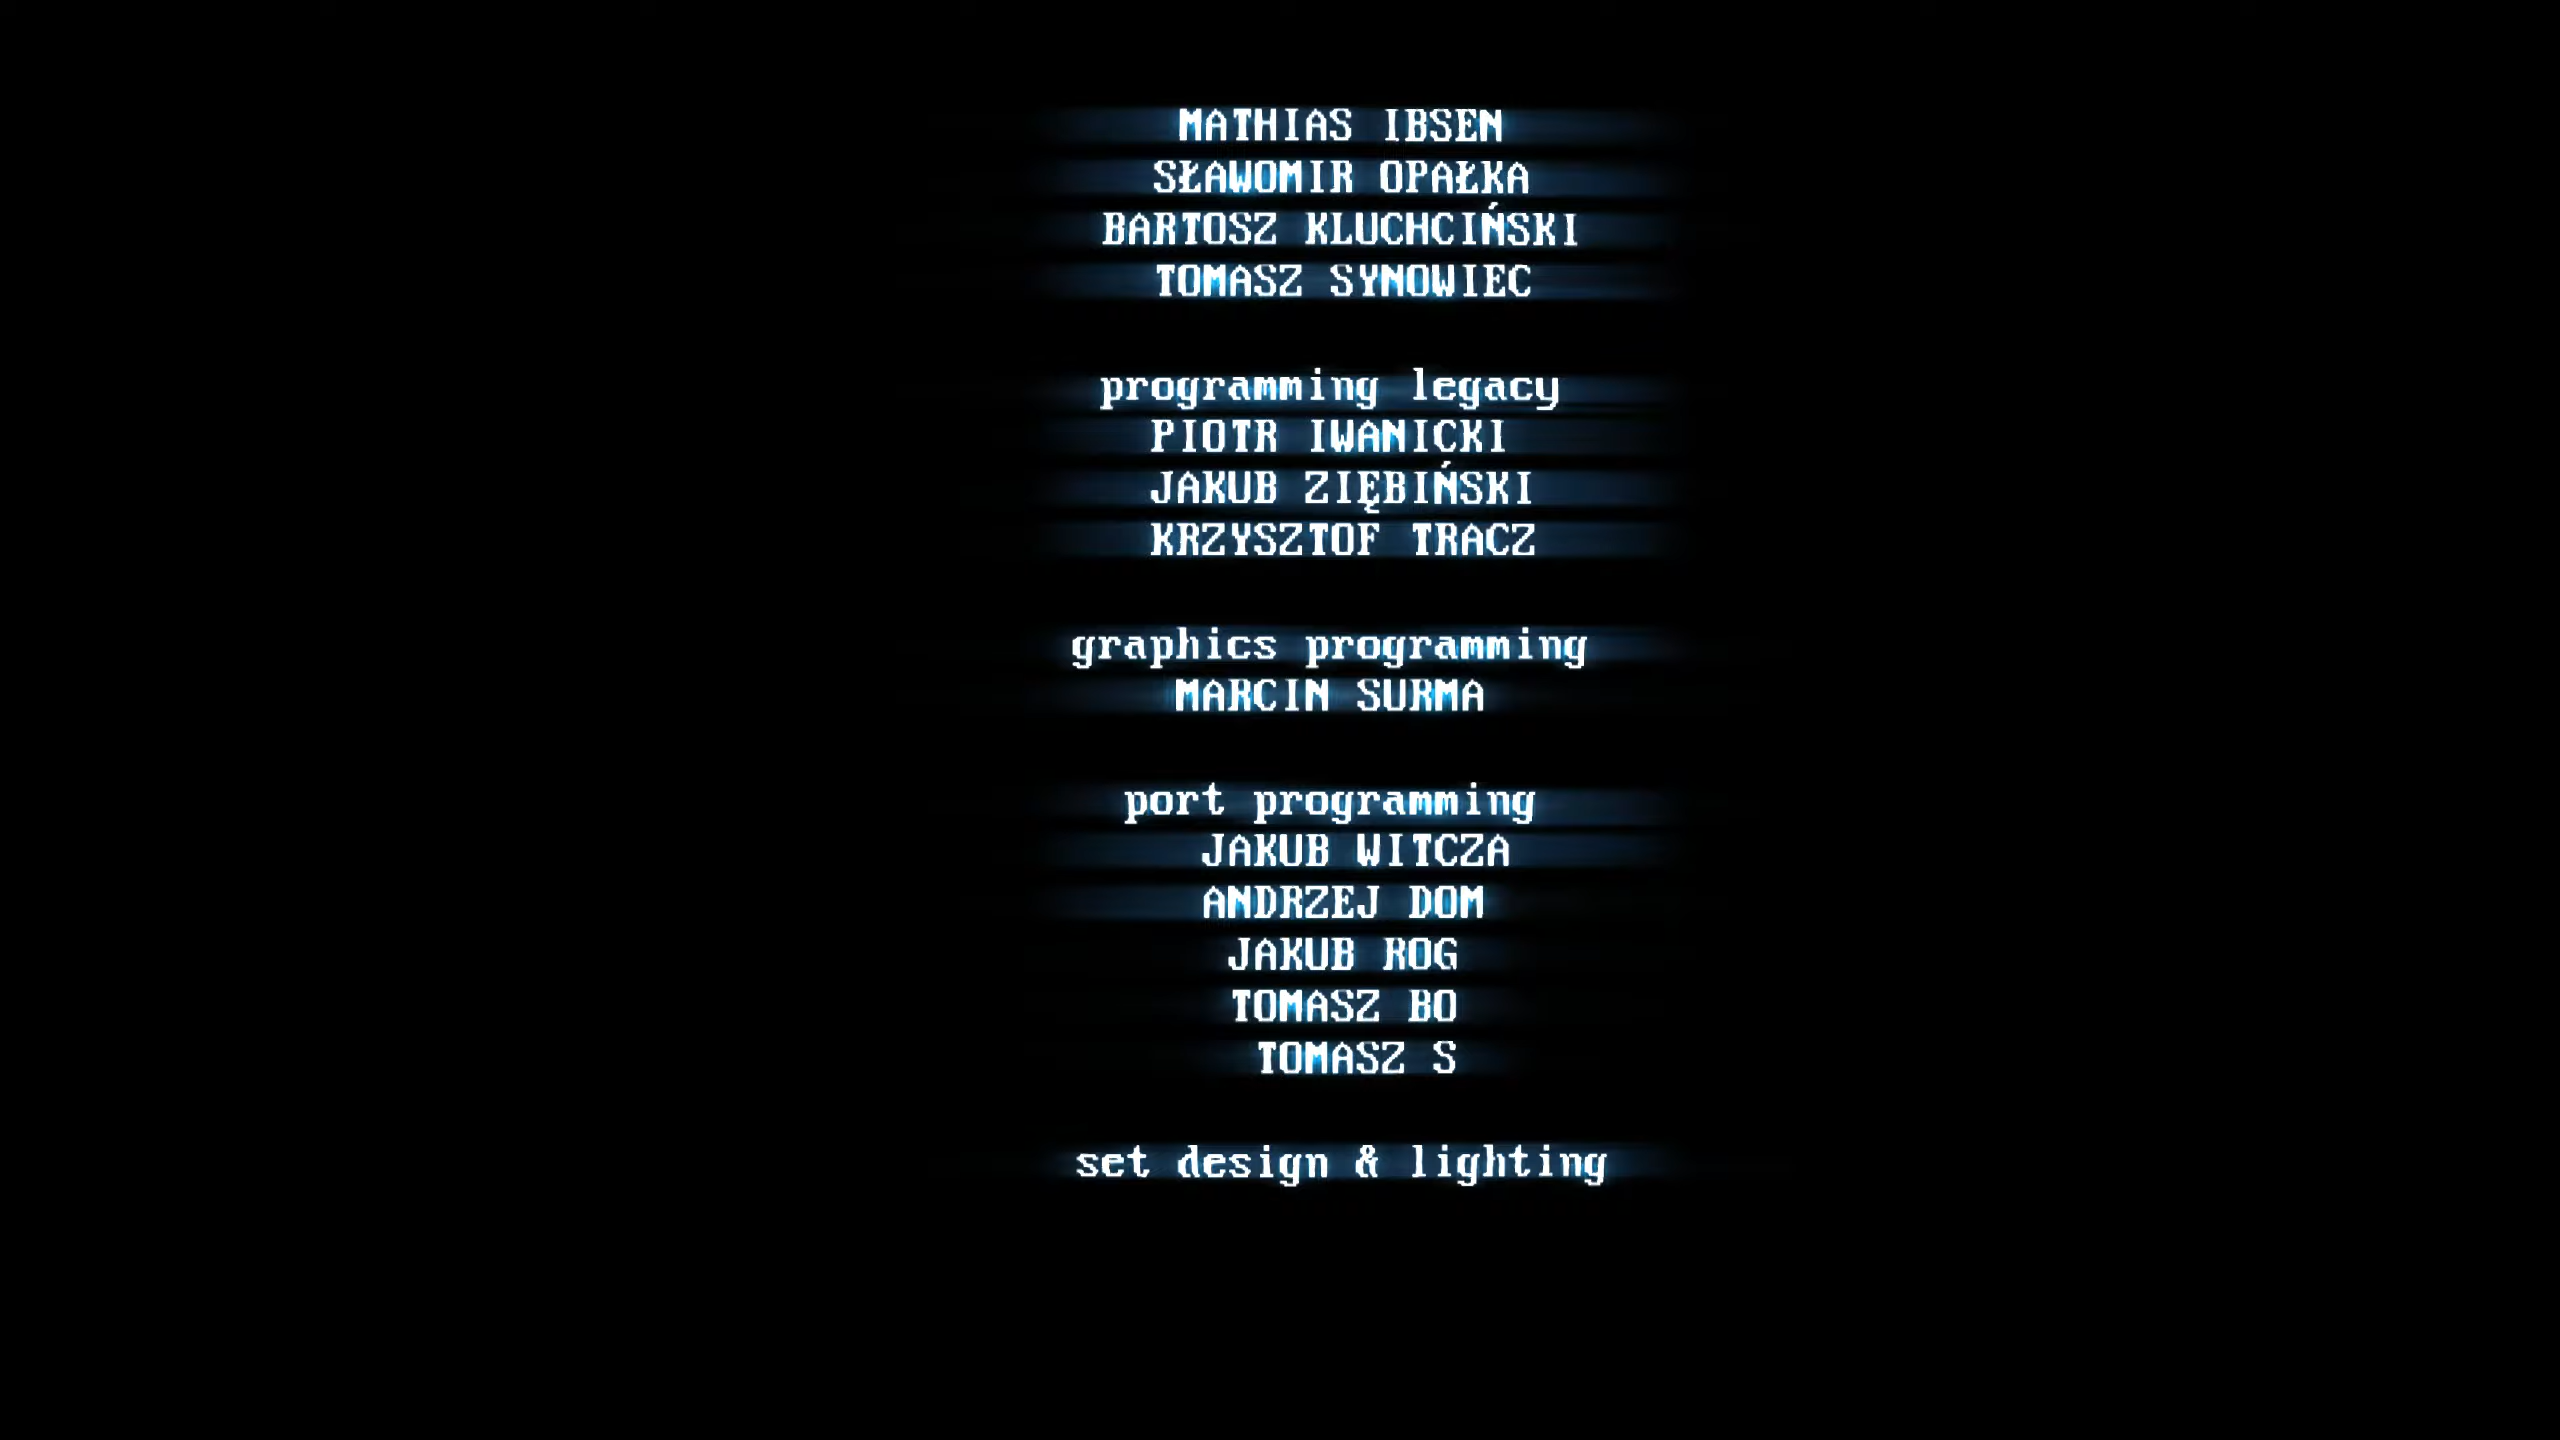 MATHIAS IBSEN
SŁAWOMIR OPAŁKA
BARTOSZ KLUCHCIŃSKI
TOMASZ SYNOWIEC
programming legacy
PIOTR IWANICKI
JAKUB ZIĘBIŃSKI
KRZYSZTOF TRACZ
graphics programming
MARCIN SURMA
port programming
JAKUB WITCZA
ANDRZEJ DOM
JAKUB ROG
TOMASZ BO
TOMASZ S
set design & lighting